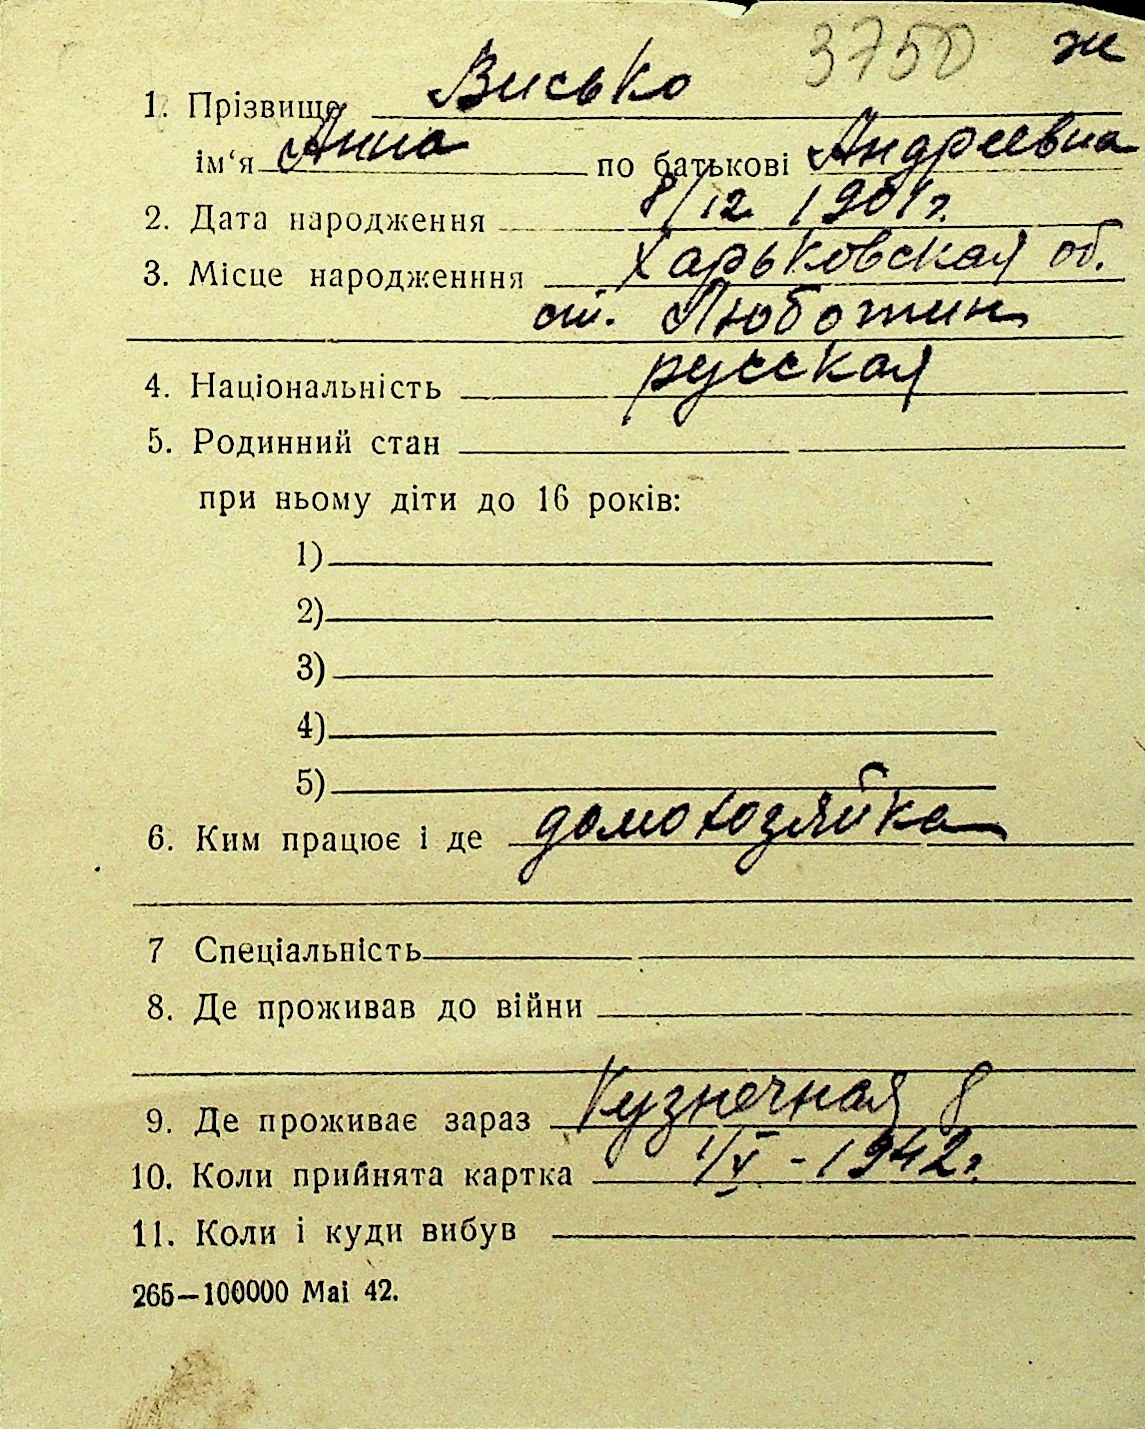 3750 ж
1. Прізвище Висько
ім‘я Анна по батькові Андреевна
2. Дата народження 8/12 1901 г.
3. Місце народженння Харьковская об.
ст. Люботин
4. Національність русская
5. Родинний стан
при ньому діти до 16 років:
1)
2)
3)
4)
5)
6. Ким працює і де домохозяйка
7 Спеціальність
8. Де проживав до війни
9. Де проживає зараз Кузнечная 8
10. Коли прийнята картка 1/V - 1942 г.
11. Коли і куди вибув
265—100000 Mai 42.